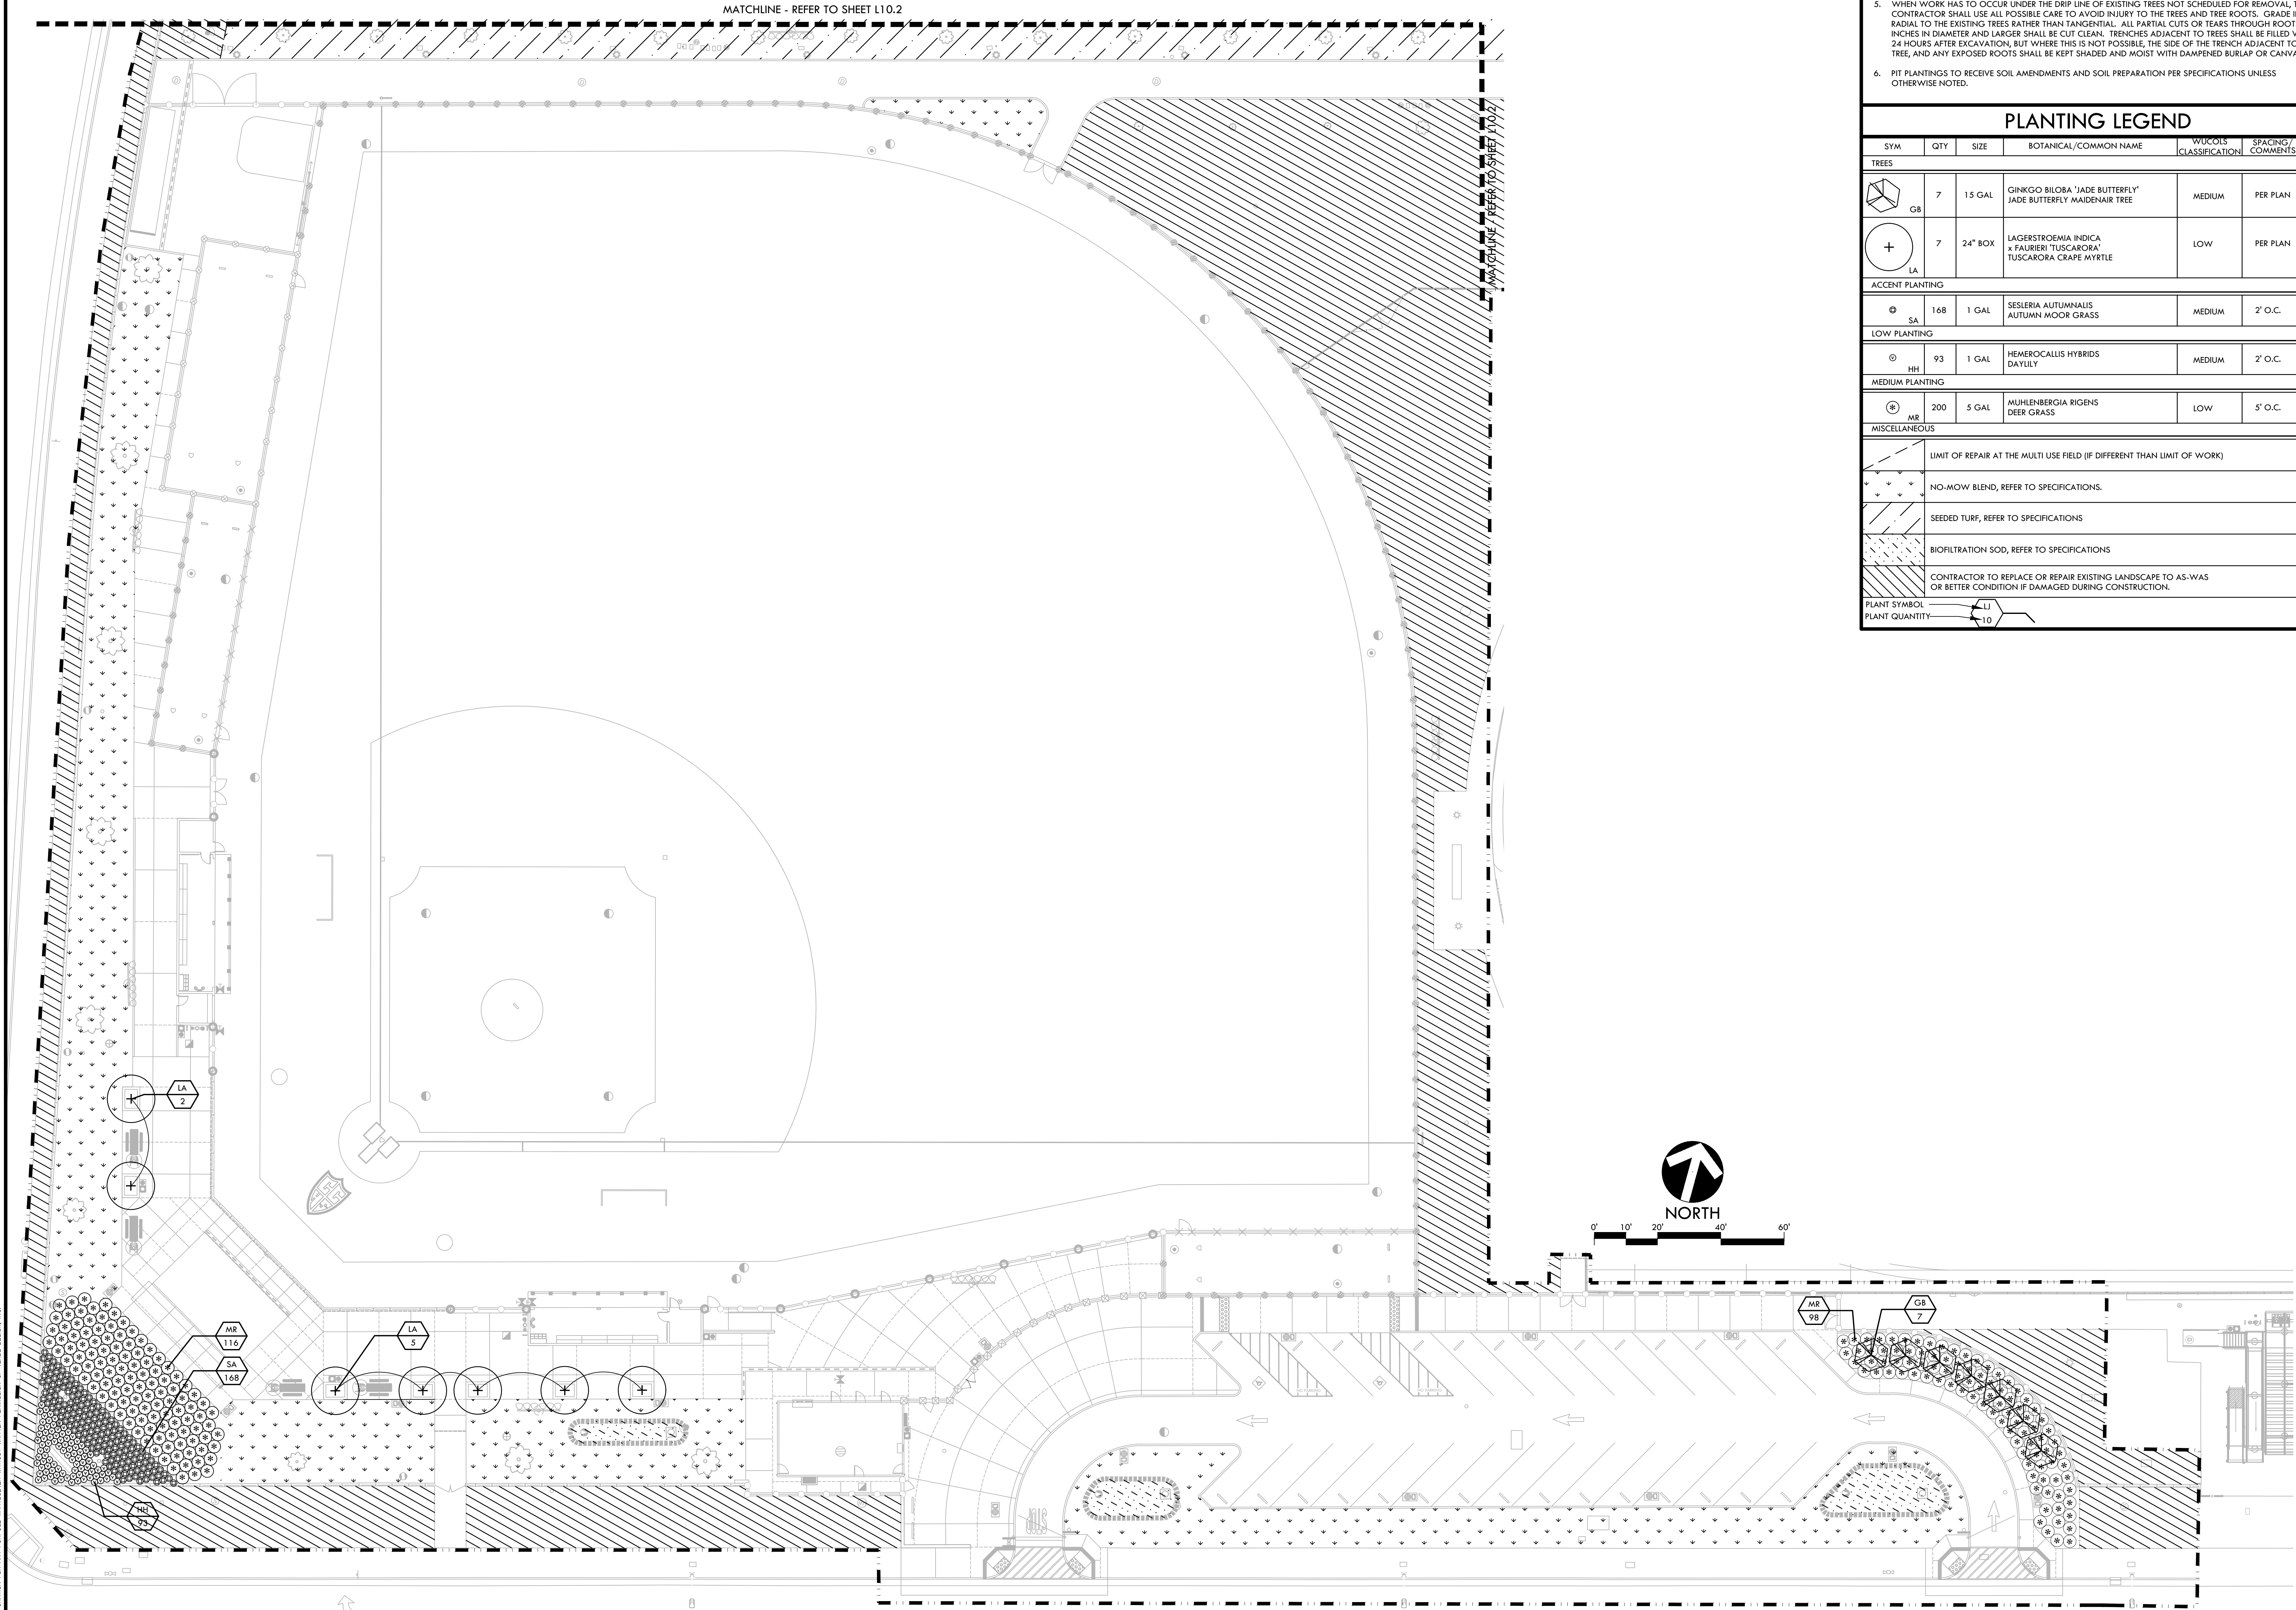 MATCHLINE - REFER TO SHEET L10.2
5. WHEN WORK HAS TO OCCUR UNDER THE DRIP LINE OF EXISTING TREES NOT SCHEDULED FOR REMOVAL,
CONTRACTOR SHALL USE ALL POSSIBLE CARE TO AVOID INJURY TO THE TREES AND TREE ROOTS. GRADE
RADIAL TO THE EXISTING TREES RATHER THAN TANGENTIAL. ALL PARTIAL CUTS OR TEARS THROUGH ROOT
INCHES IN DIAMETER AND LARGER SHALL BE CUT CLEAN. TRENCHES ADJACENT TO TREES SHALL BE FILLED
24 HOURS AFTER EXCAVATION, BUT WHERE THIS IS NOT POSSIBLE, THE SIDE OF THE TRENCH ADJACENT TO
TREE, AND ANY EXPOSED ROOTS SHALL BE KEPT SHADED AND MOIST WITH DAMPENED BURLAP OR
6. PIT PLANTINGS TO RECEIVE SOIL AMENDMENTS AND SOIL PREPARATION PER SPECIFICATIONS UNLESS
OTHERWISE NOTED.
PLANTING LEGEND
SYM QTY SIZE BOTANICAL/COMMON NAME WUCOLS CLASSIFICATION SPACING/ COMMENTS
TREES
GB 7 15 GAL GINKGO BILOBA 'JADE BUTTERFLY' MEDIUM PER PLAN
JADE BUTTERFLY MAIDENAIR TREE
LA 7 24" BOX LAGERSTROEMIA INDICA LOW PER PLAN
x FAURIERI 'TUSCARORA'
TUSCARORA CRAPE MYRTLE
ACCENT PLANTING
SA 168 1 GAL SESLERIA AUTUMNALIS MEDIUM 2' O.C.
AUTUMN MOOR GRASS
LOW PLANTING
HH 93 1 GAL HEMEROCALLIS HYBRIDS MEDIUM 2' O.C.
DAYLILY
MEDIUM PLANTING
MR 200 5 GAL MUHLENBERGIA RIGENS LOW 5' O.C.
DEER GRASS
MISCELLANEOUS
LIMIT OF REPAIR AT THE MULTI USE FIELD (IF DIFFERENT THAN LIMIT OF WORK)
NO-MOW BLEND, REFER TO SPECIFICATIONS.
SEEDED TURF, REFER TO SPECIFICATIONS
BIOFILTRATION SOD, REFER TO SPECIFICATIONS
CONTRACTOR TO REPLACE OR REPAIR EXISTING LANDSCAPE TO AS-WAS
OR BETTER CONDITION IF DAMAGED DURING CONSTRUCTION.
PLANT SYMBOL LJ
PLANT QUANTITY 10
MATCHLINE - REFER TO SHEET L10.2
LA
2
NORTH
0' 10' 20' 40' 60'
MR
116
SA
168
LA
5
MR
98
GB
7
HH
93
STOP